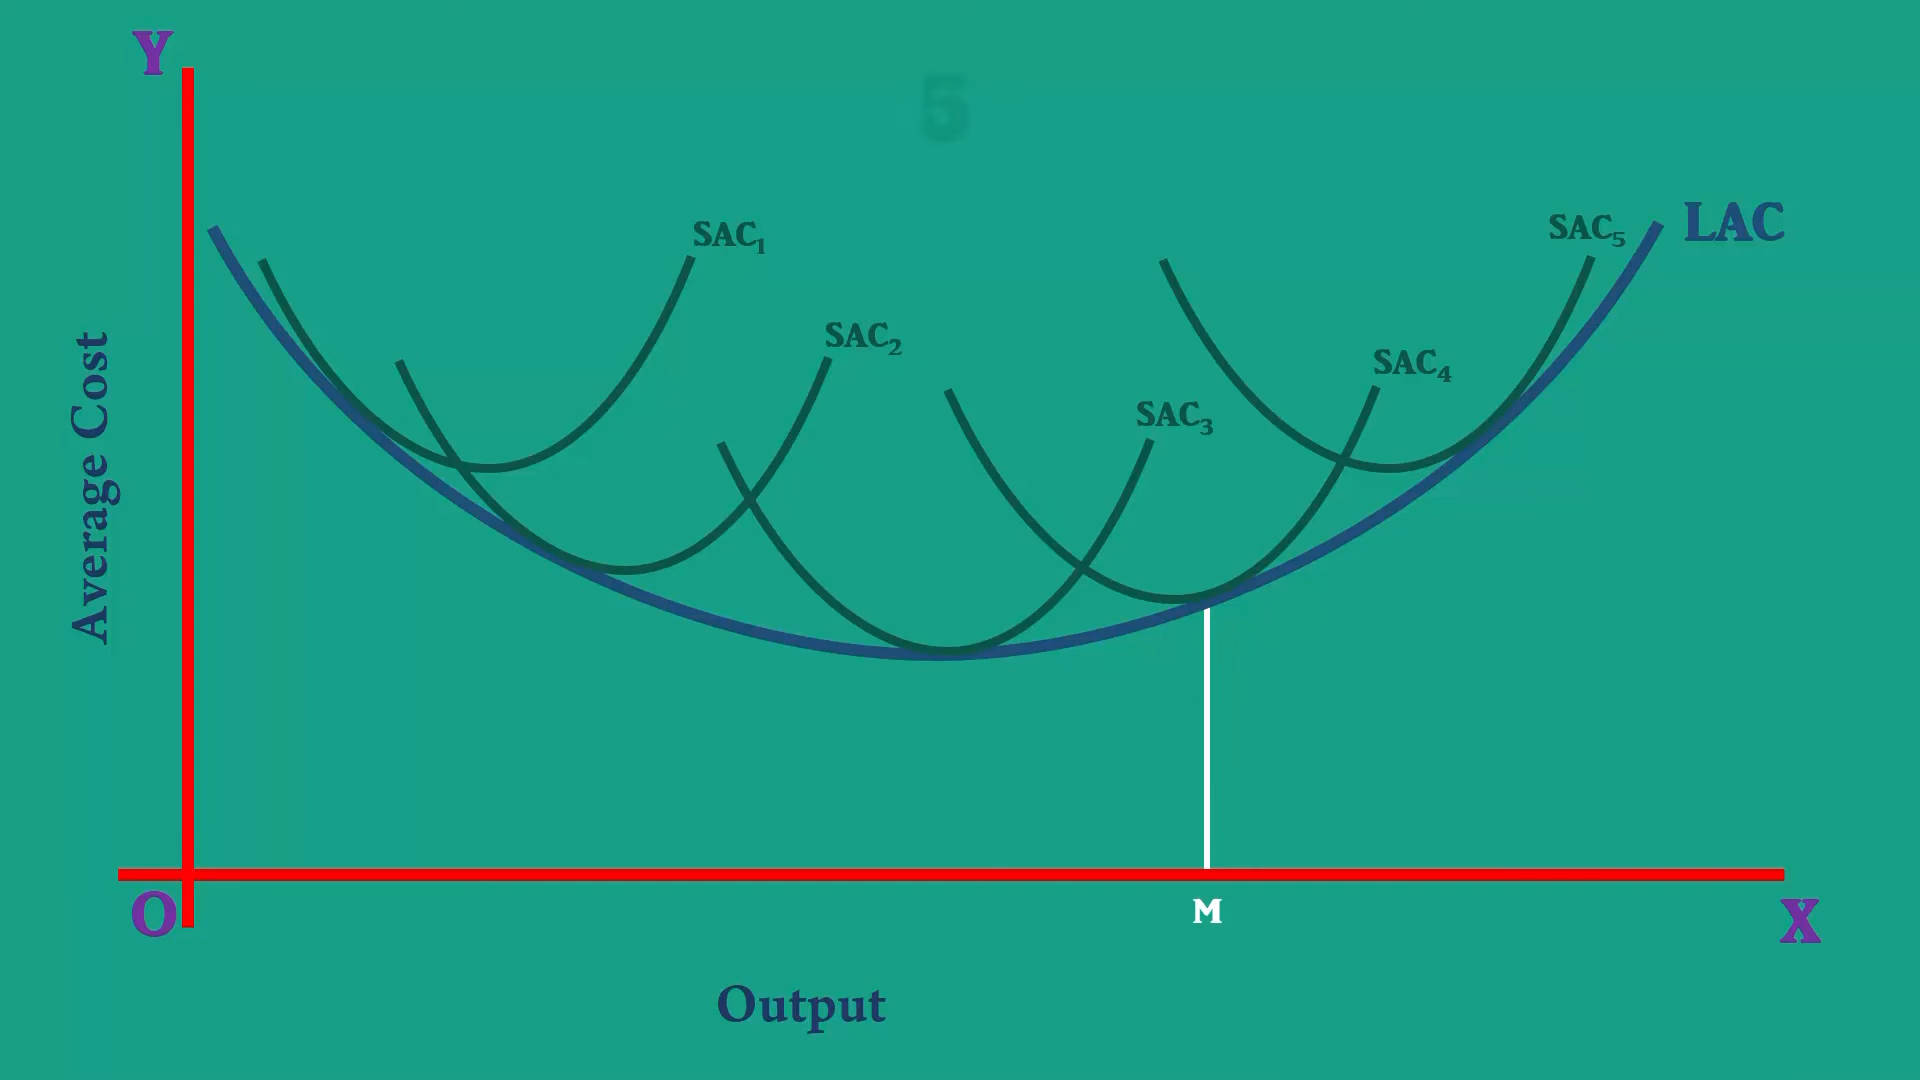 Y
5
SAC1
SAC2
SAC3
SAC4
SAC5
LAC
Average Cost
O
M
X
Output